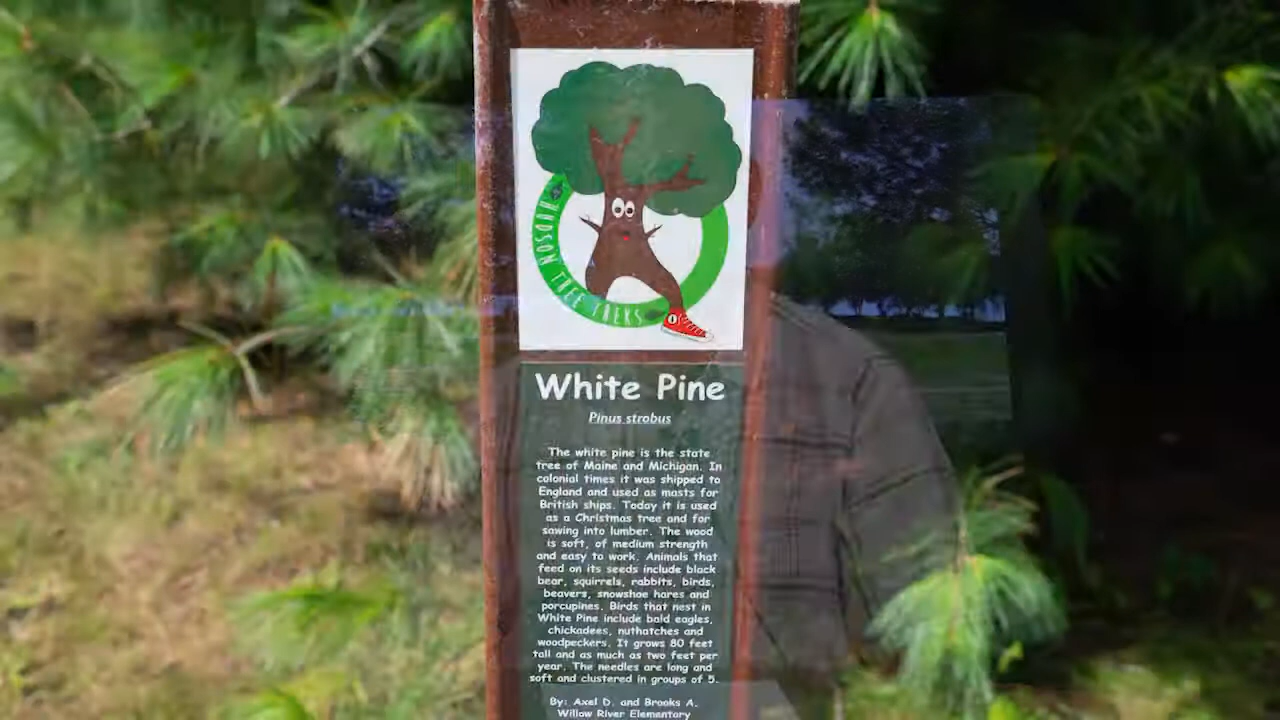 HUDSON TREE TREKS
White Pine
Pinus strobus
The white pine is the state
tree of Maine and Michigan. In
colonial times it was shipped to
England and used as masts for
British ships. Today it is used
as a Christmas tree and for
sawing into lumber. The wood
is soft, of medium strength
and easy to work. Animals that
feed on its seeds include black
bear, squirrels, rabbits, birds,
beavers, snowshoe hares and
porcupines. Birds that nest in
White Pine include bald eagles,
chickadees, nuthatches and
woodpeckers. It grows 80 feet
tall and as much as two feet per
year. The needles are long and
soft and clustered in groups of 5.
By: Axel D. and Brooks A.
Willow River Elementary